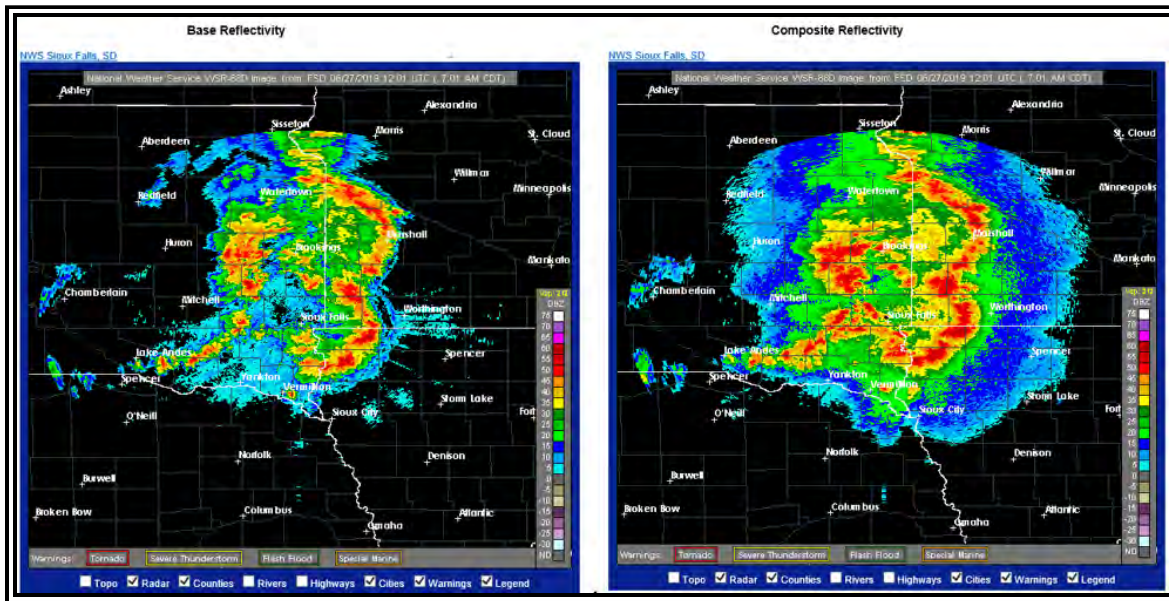 Base Reflectivity
NWS Sioux Falls, SD
National Weather Service WSR-88D image from: FSD 06/27/2019 12:01 UTC ( 7:01 AM CDT)
Ashley
Alexandria
Sisseton
Morris
Aberdeen
St. Cloud
Willmar
Watertown
Redfield
Minneapolis
Marshall
Huron
Brookings
Mankato
Chamberlain
Mitchell
Worthington
Sioux Falls
Lake Andes
Spencer
Spencer
Yankton
Vermillion
Storm Lake
O'Neill
Sioux City
Norfolk
Denison
Burwell
Broken Bow
Columbus
Atlantic
Omaha
DBZ
75
70
65
60
55
50
45
40
35
30
25
20
15
10
5
0
-5
-10
-15
-20
-25
-30
ND
Warnings: Tornado Severe Thunderstorm Flash Flood Special Marine
Topo Radar Counties Rivers Highways Cities Warnings Legend
Composite Reflectivity
NWS Sioux Falls, SD
National Weather Service WSR-88D image from: FSD 06/27/2019 12:01 UTC ( 7:01 AM CDT)
Ashley
Alexandria
Sisseton
Morris
Aberdeen
St. Cloud
Willmar
Watertown
Redfield
Minneapolis
Marshall
Huron
Brookings
Mankato
Chamberlain
Mitchell
Worthington
Sioux Falls
Lake Andes
Spencer
Spencer
Yankton
Vermillion
Storm Lake
O'Neill
Sioux City
Norfolk
Denison
Burwell
Broken Bow
Columbus
Atlantic
Omaha
DBZ
75
70
65
60
55
50
45
40
35
30
25
20
15
10
5
0
-5
-10
-15
-20
-25
-30
ND
Warnings: Tornado Severe Thunderstorm Flash Flood Special Marine
Topo Radar Counties Rivers Highways Cities Warnings Legend